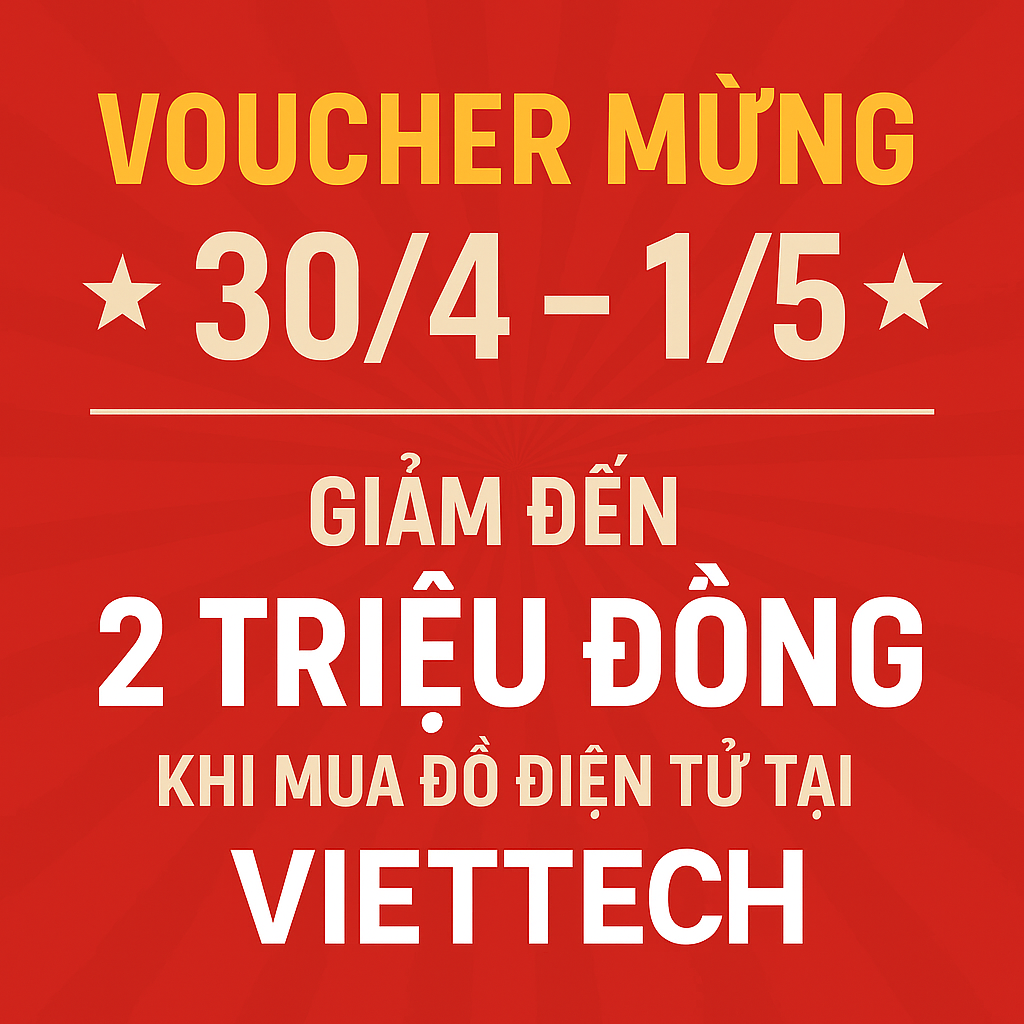 VOUCHER MỪNG
★ 30/4 – 1/5 ★
GIẢM ĐẾN
2 TRIỆU ĐỒNG
KHI MUA ĐỒ ĐIỆN TỬ TẠI
VIETTECH